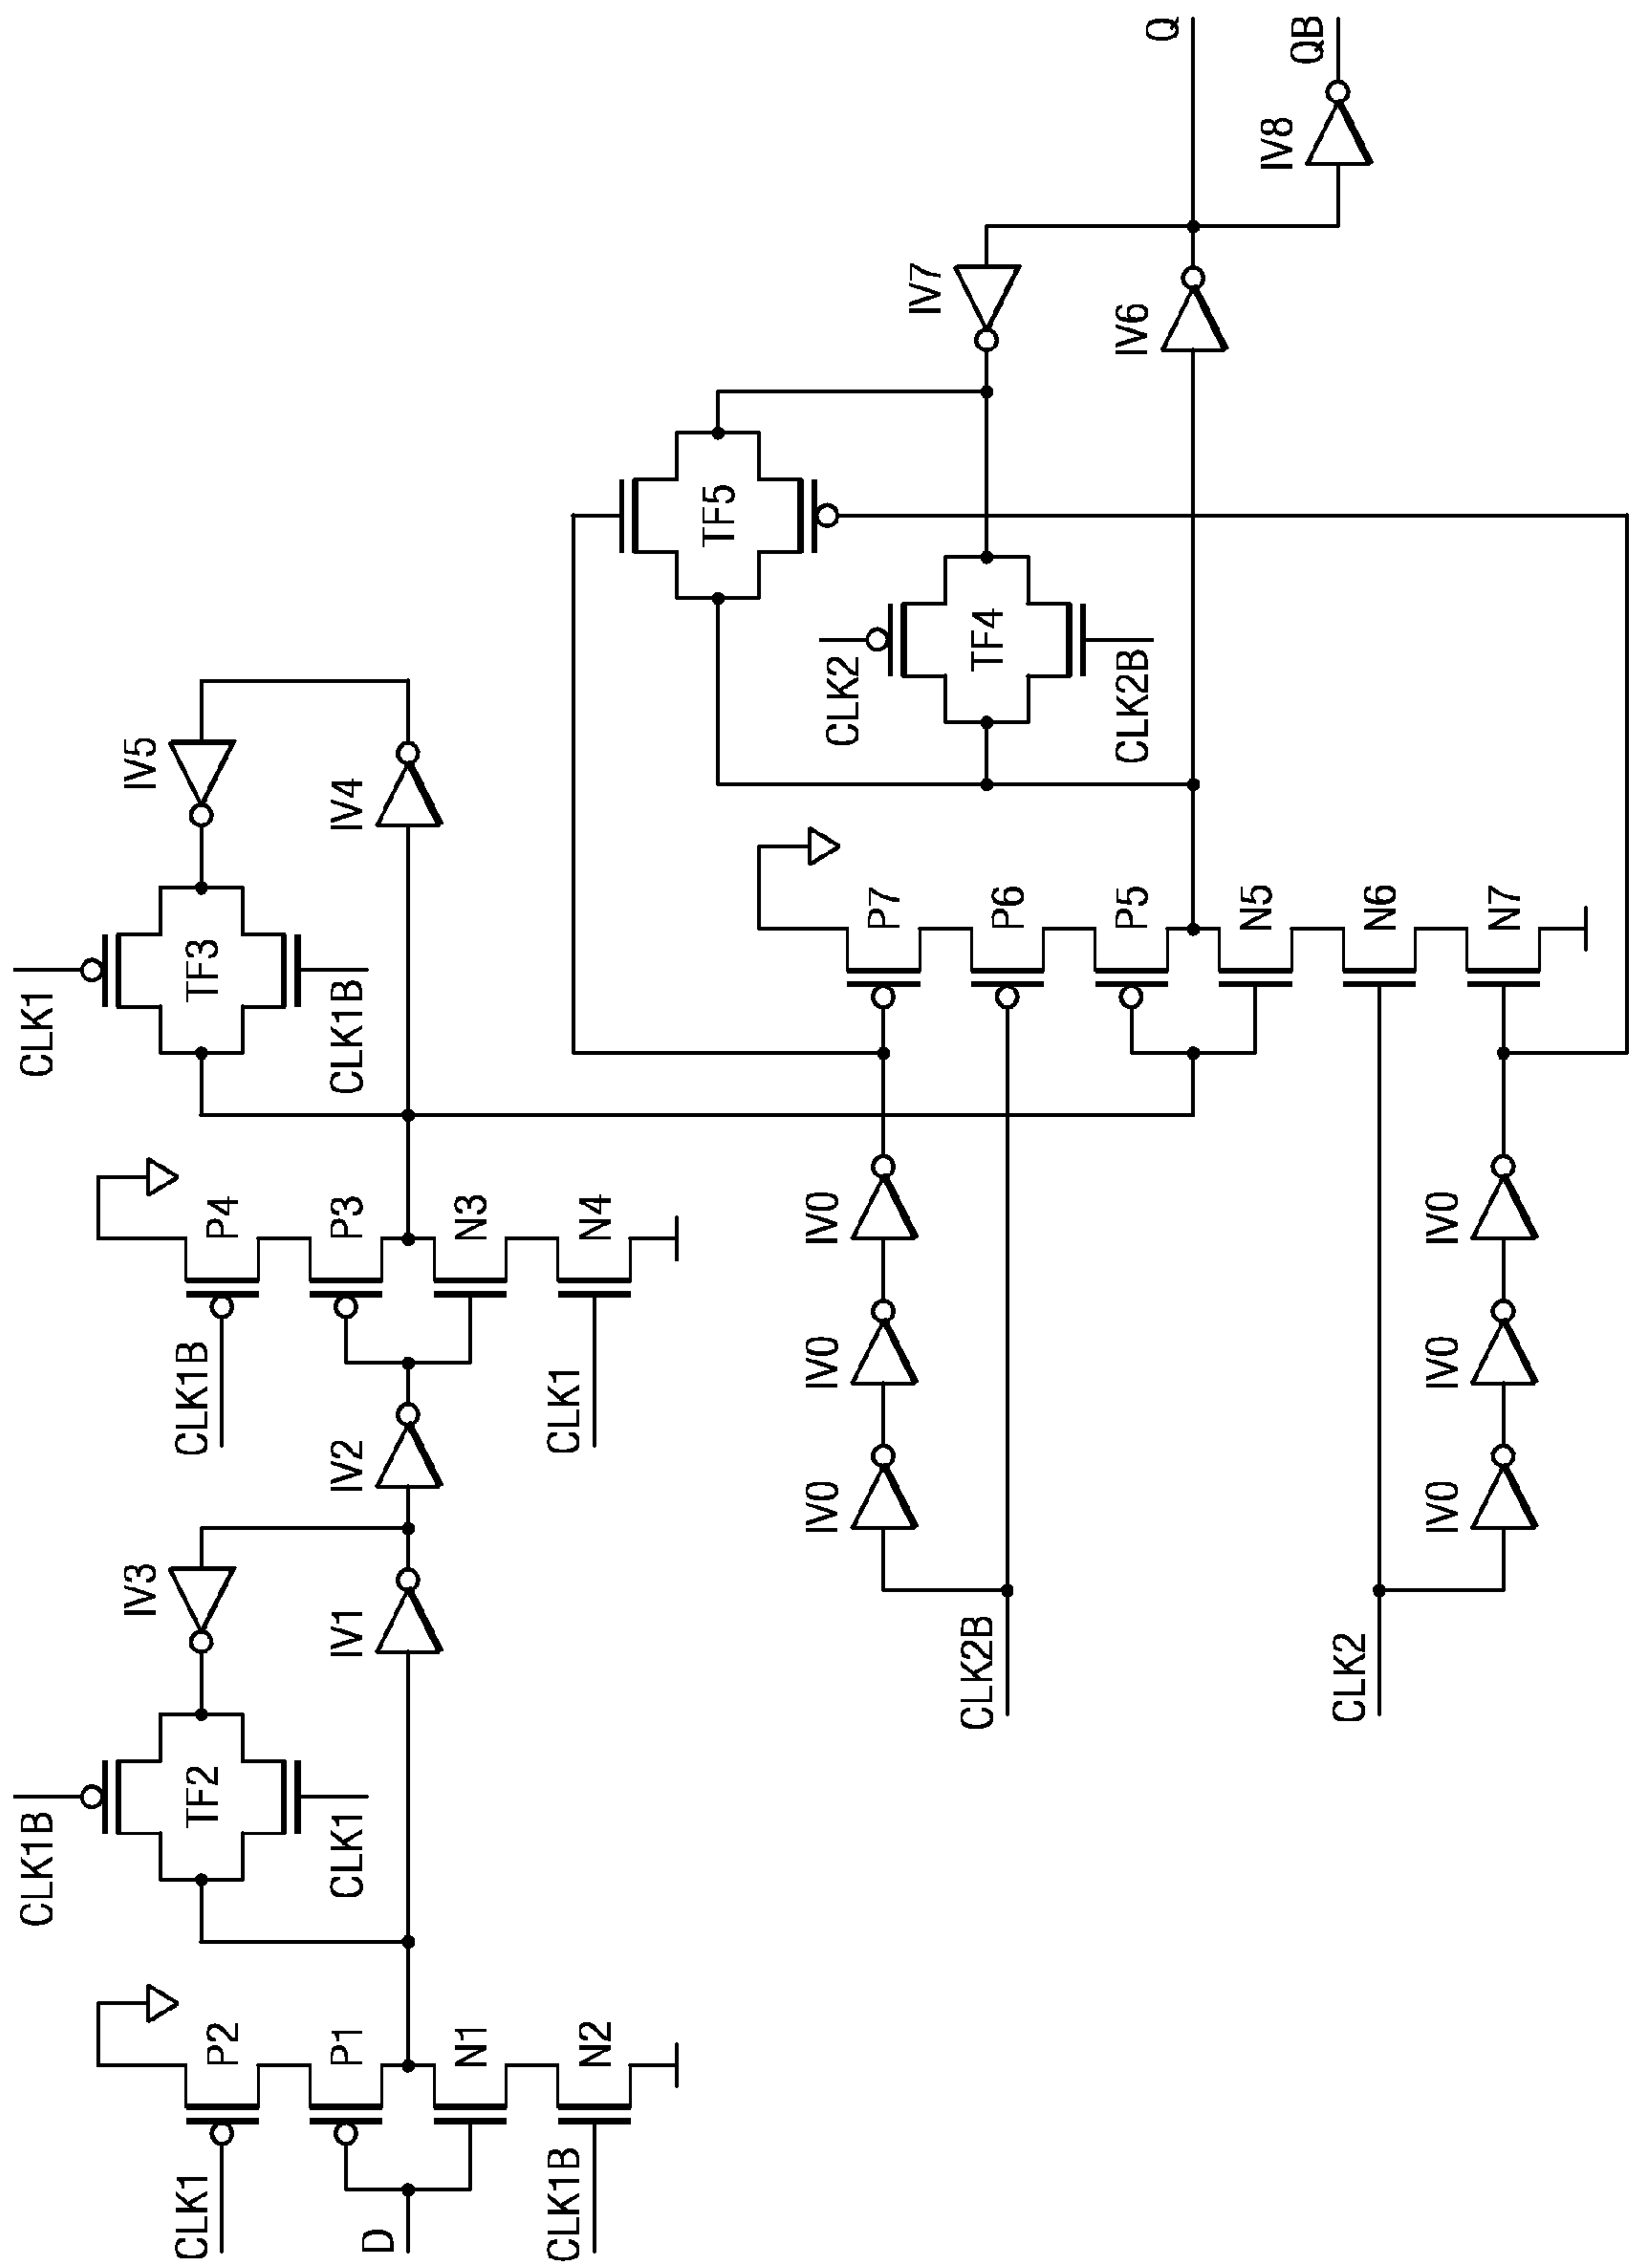 CLK1
D
CLK1B
P2
P1
N1
N2
CLK1B
TF2
CLK1
IV3
IV1
IV2
CLK1B
CLK1
P4
P3
N3
N4
CLK1
TF3
CLK1B
IV5
IV4
CLK2B
CLK2
IV0
IV0
IV0
IV0
IV0
IV0
P7
P6
P5
N5
N6
N7
CLK2
TF4
CLK2B
TF5
IV7
IV6
IV8
Q
QB